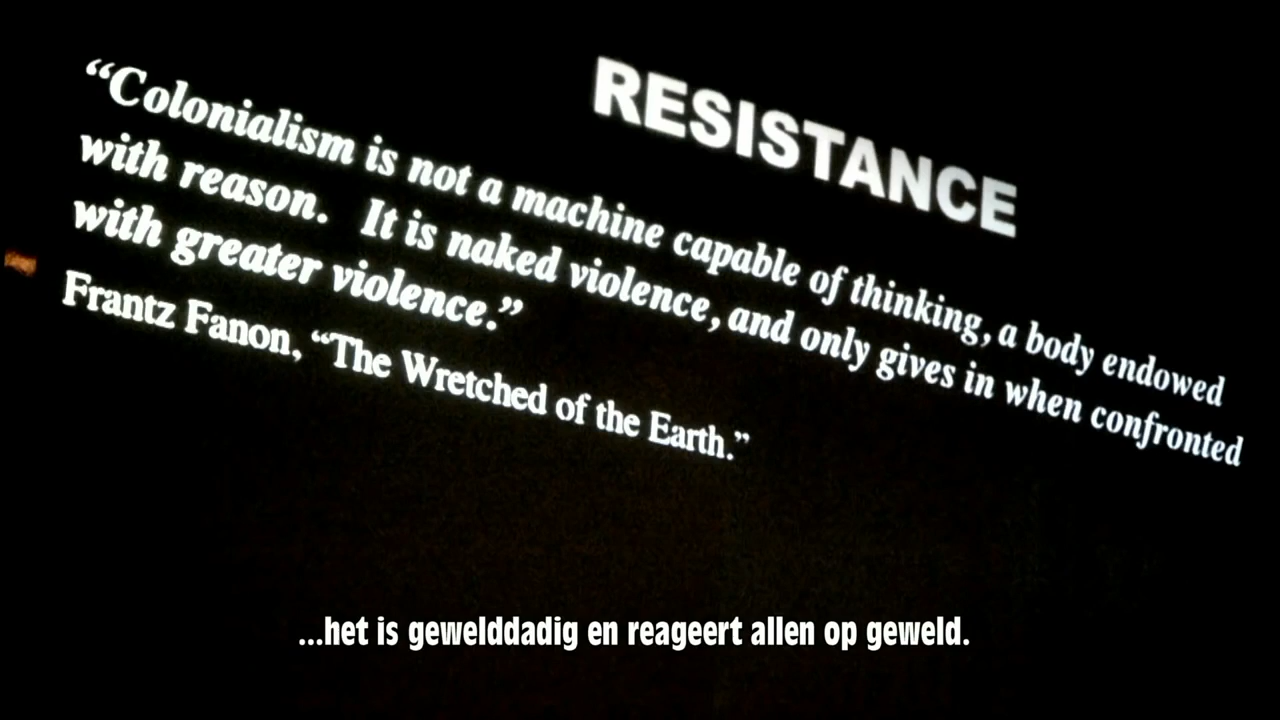 RESISTANCE
“Colonialism is not a machine capable of thinking, a body endowed
with reason. It is naked violence, and only gives in when confronted
with greater violence.”
Frantz Fanon, “The Wretched of the Earth.”
...het is gewelddadig en reageert allen op geweld.